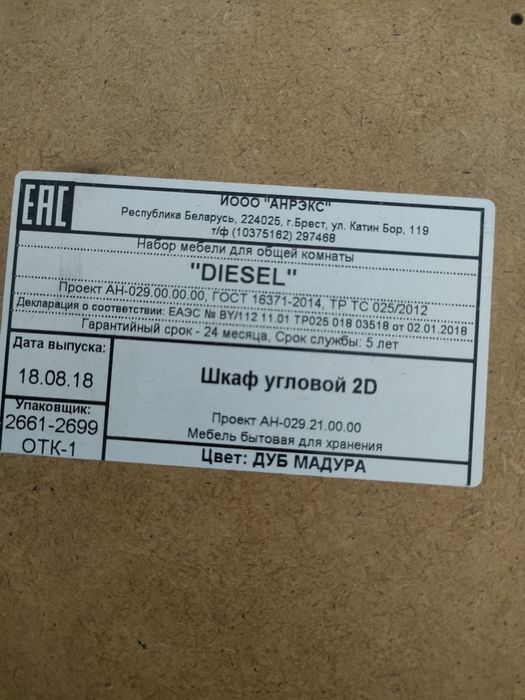 EAC
ИООО "АНРЭКС"
Республика Беларусь, 224025, г.Брест, ул. Катин Бор. 119
т/ф (10375162) 297468
Набор мебели для общей комнаты
"DIESEL"
Проект АН-029.00.00.00, ГОСТ 16371-2014, ТР ТС 025/2012
Декларация о соответствии: ЕАЭС № BY/112 11.01 ТР025 018 03518 от 02.01.2018
Гарантийный срок - 24 месяца, Срок службы: 5 лет
Дата выпуска:
18.08.18
Упаковщик:
2661-2699
ОТК-1
Шкаф угловой 2D
Проект АН-029.21.00.00
Мебель бытовая для хранения
Цвет: ДУБ МАДУРА